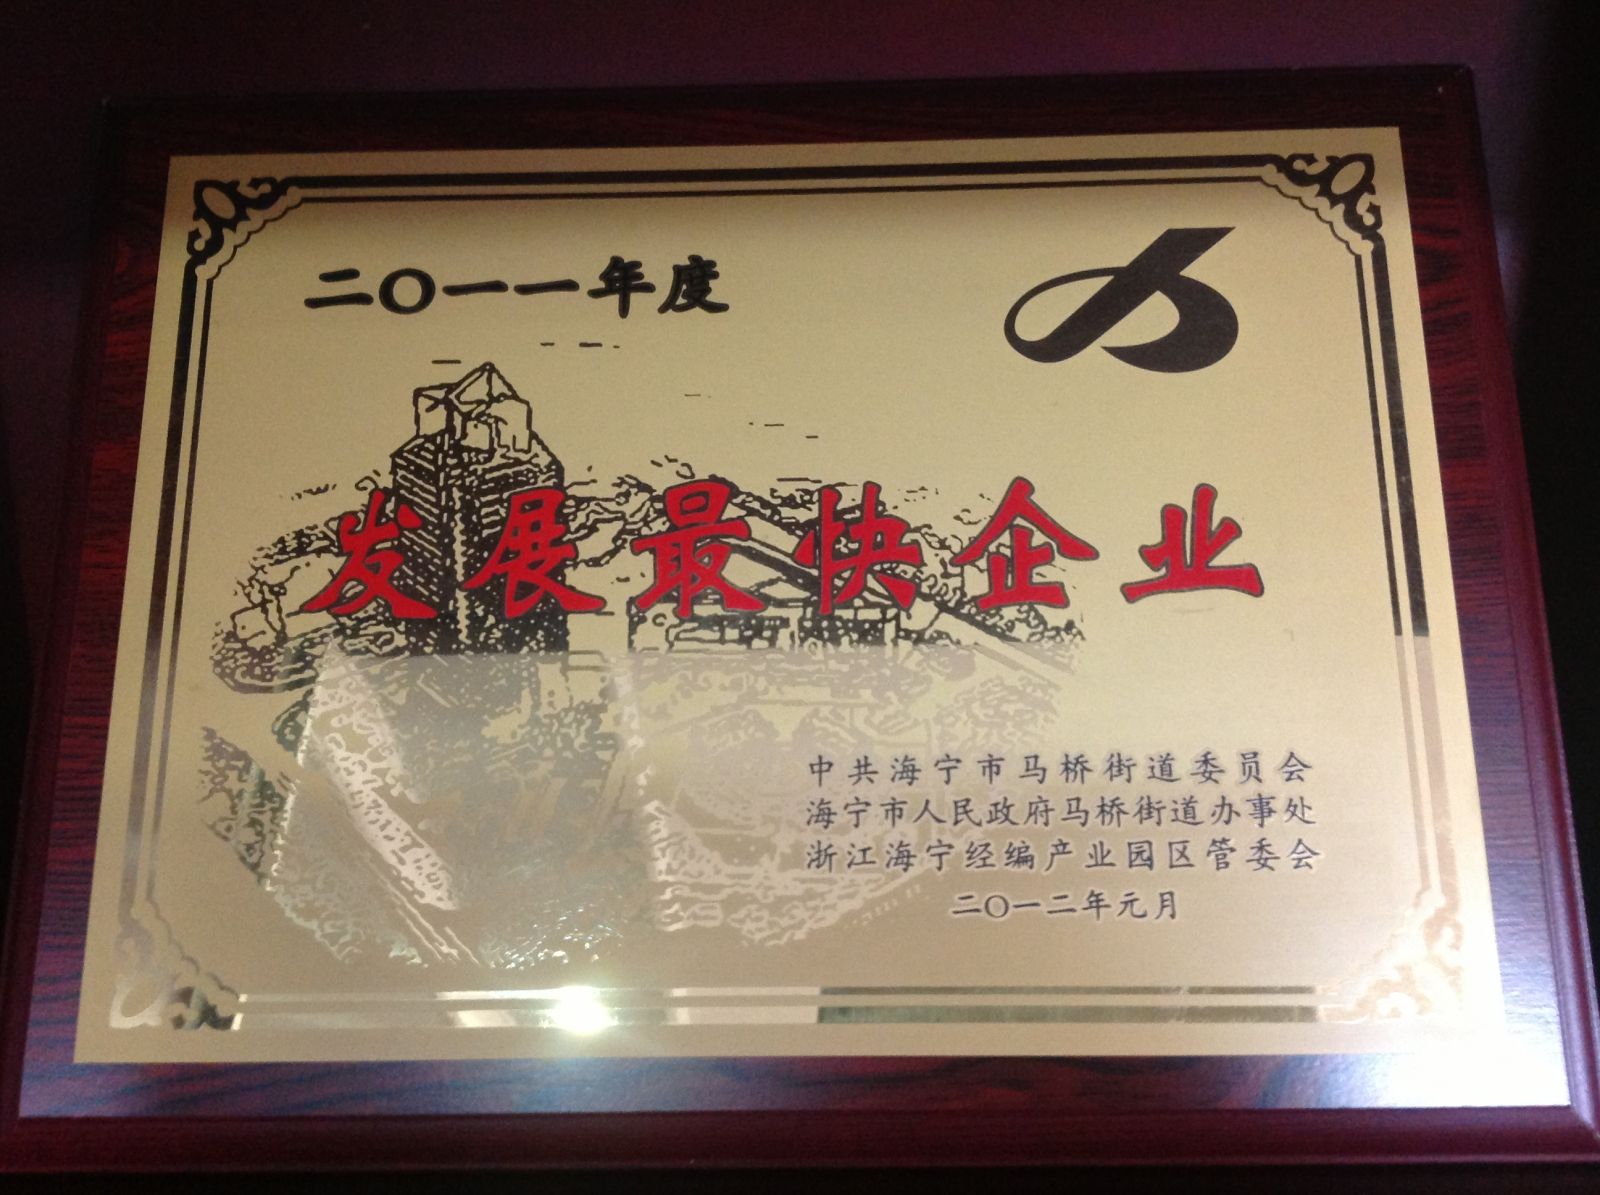 二〇一一年度
发展最快企业
中共海宁市马桥街道委员会
海宁市人民政府马桥街道办事处
浙江海宁经编产业园区管委会
二〇一二年元月